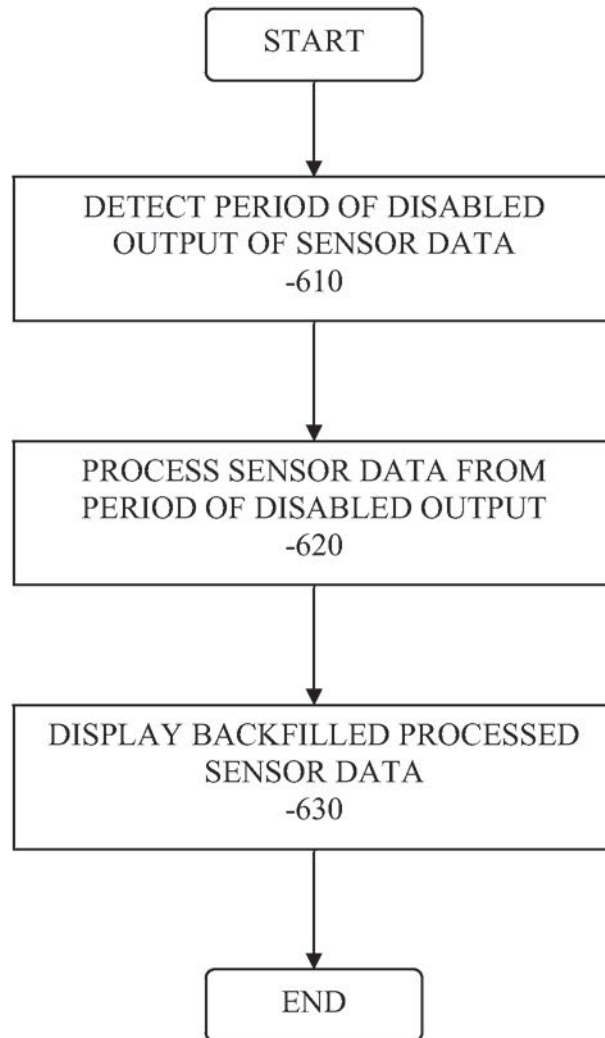 START
DETECT PERIOD OF DISABLED
OUTPUT OF SENSOR DATA
-610
PROCESS SENSOR DATA FROM
PERIOD OF DISABLED OUTPUT
-620
DISPLAY BACKFILLED PROCESSED
SENSOR DATA
-630
END